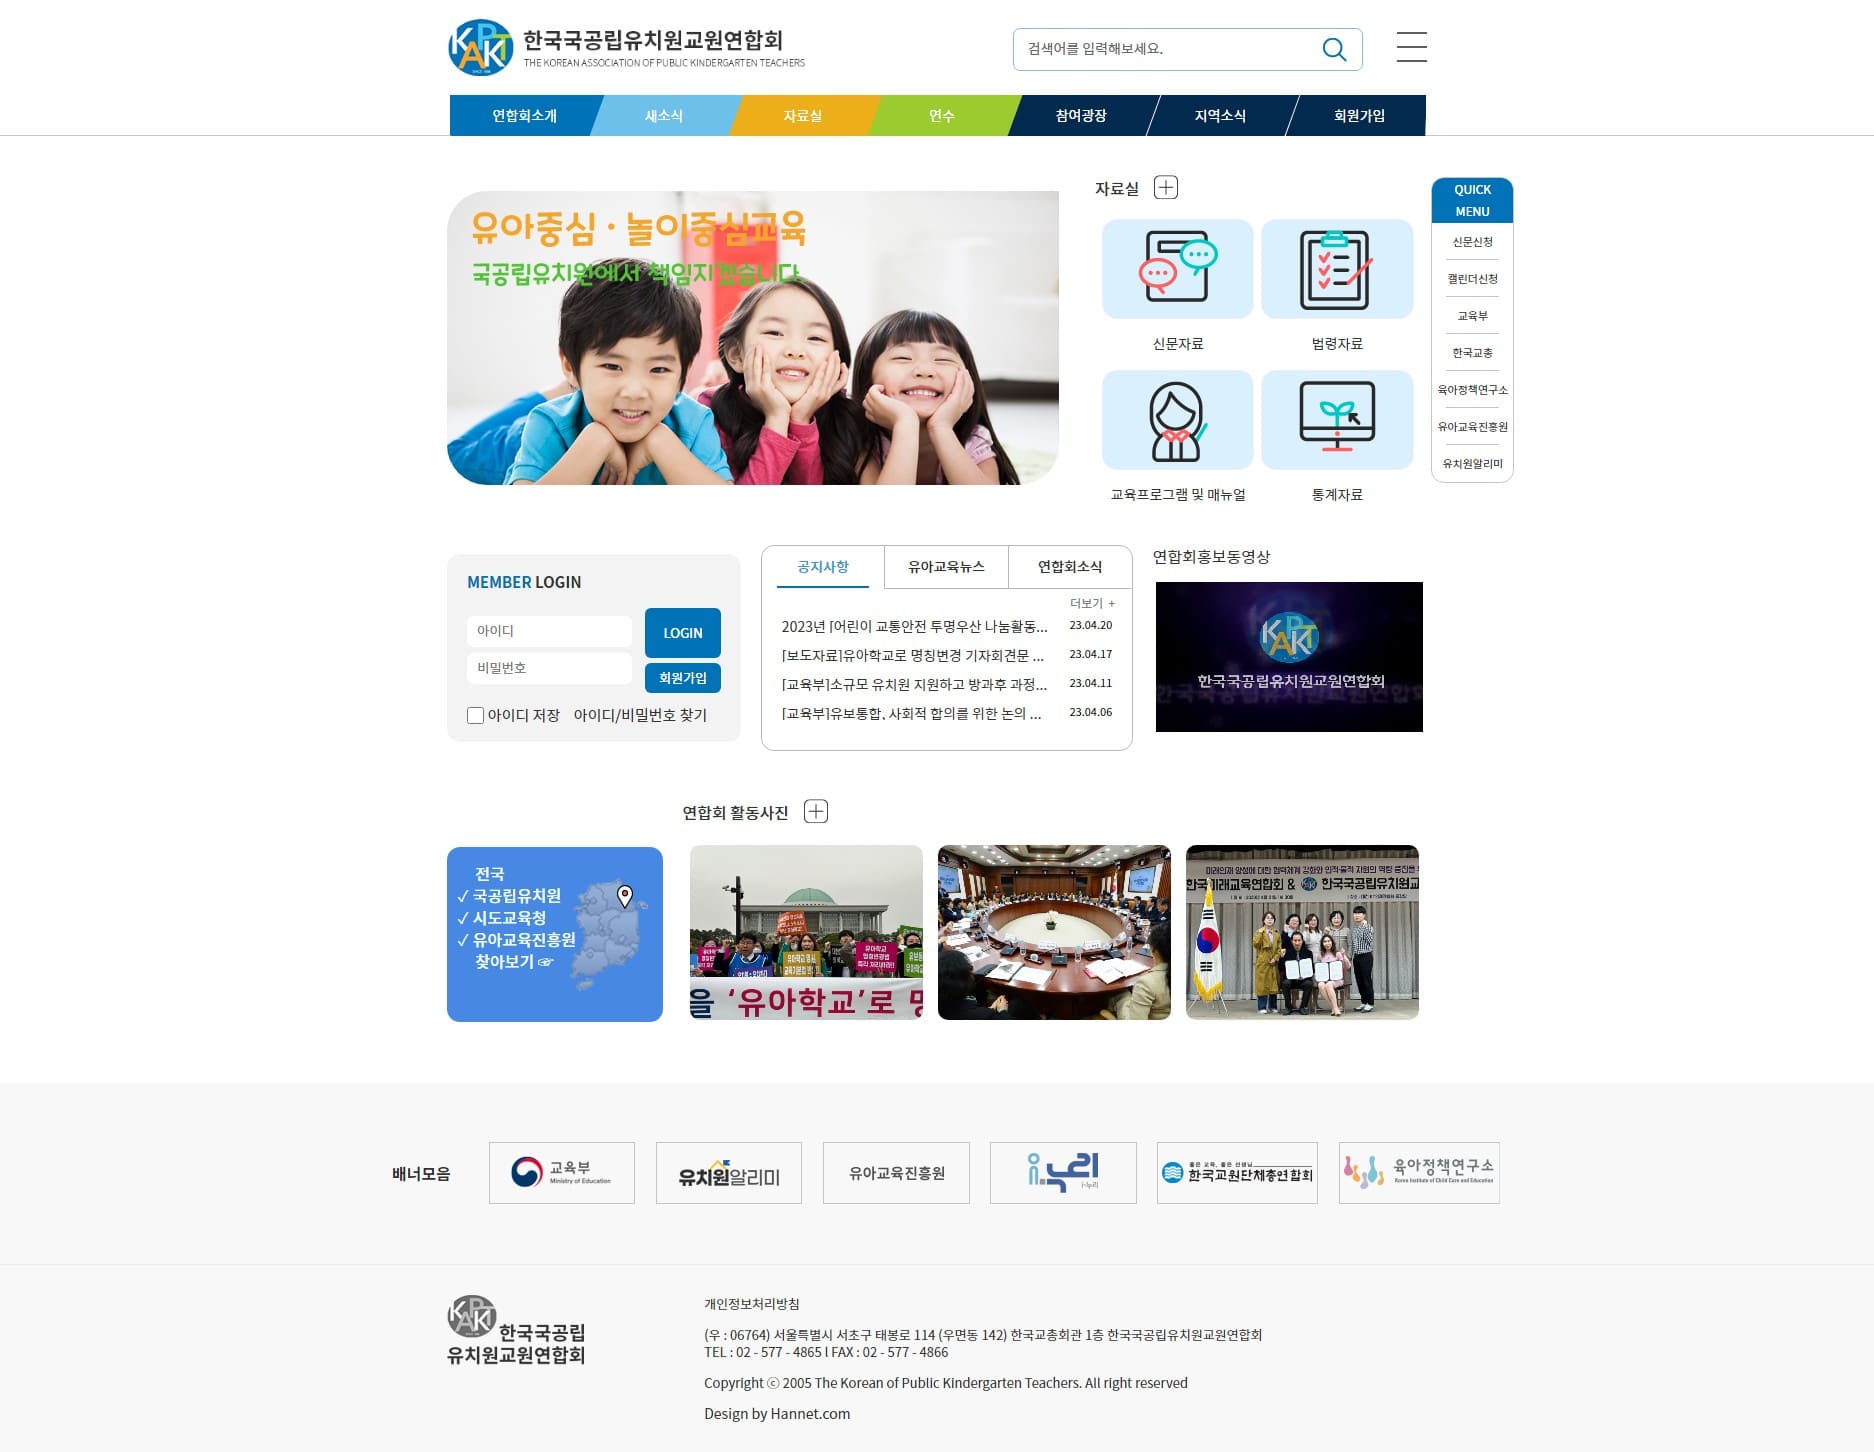 KAPKT
한국국공립유치원교원연합회
THE KOREAN ASSOCIATION OF PUBLIC KINDERGARTEN TEACHERS
검색어를 입력해보세요.
연합회소개
새소식
자료실
연수
참여광장
지역소식
회원가입
유아중심 · 놀이중심교육
국공립유치원에서 책임지겠습니다.
자료실
신문자료
법령자료
교육프로그램 및 매뉴얼
통계자료
QUICK
MENU
신문신청
캘린더신청
교육부
한국교총
육아정책연구소
유아교육진흥원
유치원알리미
MEMBER LOGIN
아이디
비밀번호
LOGIN
회원가입
아이디 저장
아이디/비밀번호 찾기
공지사항
유아교육뉴스
연합회소식
더보기 +
2023년 [어린이 교통안전 투명우산 나눔활동... 23.04.20
[보도자료]유아학교로 명칭변경 기자회견문 ... 23.04.17
[교육부]소규모 유치원 지원하고 방과후 과정... 23.04.11
[교육부]유보통합, 사회적 합의를 위한 논의 ... 23.04.06
연합회홍보동영상
KAPKT
한국국공립유치원교원연합회
연합회 활동사진
전국
✓ 국공립유치원
✓ 시도교육청
✓ 유아교육진흥원
찾아보기 ☞
을 '유아학교'로 명
한국미래교육연합회 & 한국국공립유치원교
배너모음
교육부
Ministry of Education
유치원알리미
유아교육진흥원
i.누리
좋은 교육, 좋은 선생님
한국교원단체총연합회
육아정책연구소
Korea Institute of Child Care and Education
KAPKT
한국국공립
유치원교원연합회
개인정보처리방침
(우 : 06764) 서울특별시 서초구 태봉로 114 (우면동 142) 한국교총회관 1층 한국국공립유치원교원연합회
TEL : 02 - 577 - 4865 l FAX : 02 - 577 - 4866
Copyright ⓒ 2005 The Korean of Public Kindergarten Teachers. All right reserved
Design by Hannet.com